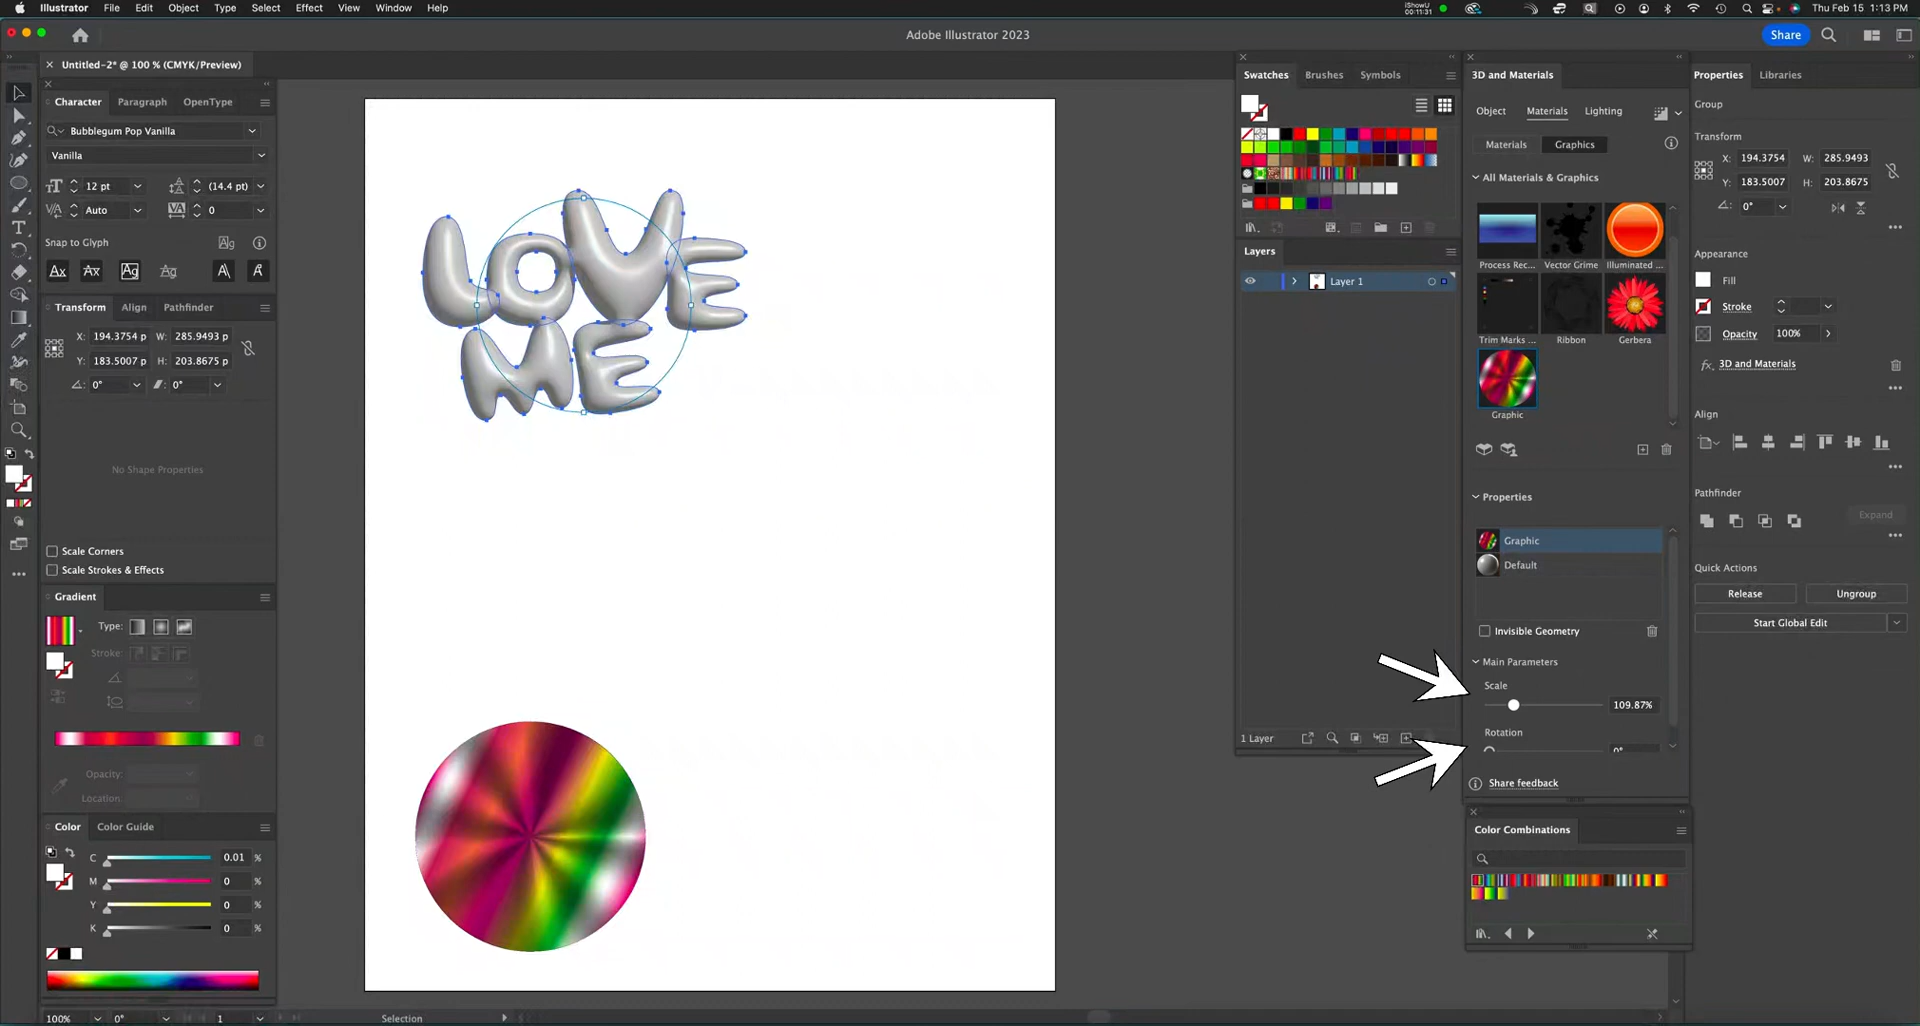 Illustrator File Edit Object Type Select Effect View Window Help
iShowU
00:11:31
Thu Feb 15 1:13 PM
Adobe Illustrator 2023
Share
Untitled-2* @ 100 % (CMYK/Preview)
Character Paragraph OpenType
Bubblegum Pop Vanilla
Vanilla
12 pt (14.4 pt)
Auto 0
Snap to Glyph
Transform Align Pathfinder
X: 194.3754 p W: 285.9493 p
Y: 183.5007 p H: 203.8675 p
0° 0°
No Shape Properties
Scale Corners
Scale Strokes & Effects
Gradient
Type:
Stroke:
Opacity:
Location:
Color Color Guide
C 0.01 %
M 0 %
Y 0 %
K 0 %
100% 0° 1 Selection
LOVE
ME
Swatches Brushes Symbols
Layers
Layer 1
1 Layer
3D and Materials
Object Materials Lighting
Materials Graphics
All Materials & Graphics
Process Rec... Vector Grime Illuminated ...
Trim Marks ... Ribbon Gerbera
Graphic
Properties
Graphic
Default
Invisible Geometry
Main Parameters
Scale
109.87%
Rotation
0°
Share feedback
Color Combinations
Properties Libraries
Group
Transform
X: 194.3754 W: 285.9493
Y: 183.5007 H: 203.8675
0°
Appearance
Fill
Stroke
Opacity 100%
fx 3D and Materials
Align
Pathfinder
Expand
Quick Actions
Release Ungroup
Start Global Edit